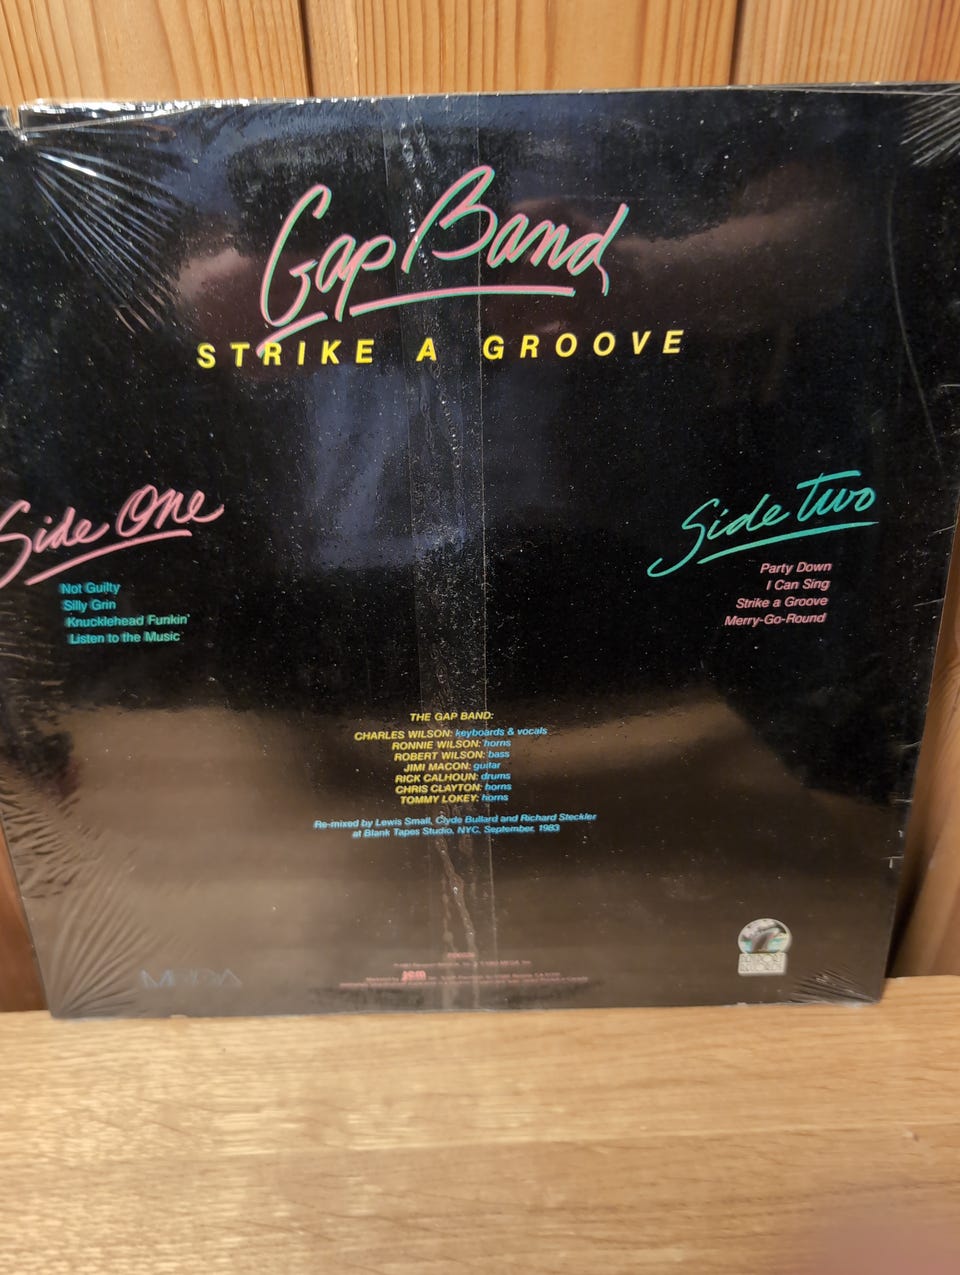 Gap Band
STRIKE A GROOVE
Side One
Not Guilty
Silly Grin
Knucklehead Funkin'
Listen to the Music
Side Two
Party Down
I Can Sing
Strike a Groove
Merry-Go-Round
THE GAP BAND:
CHARLES WILSON: keyboards & vocals
RONNIE WILSON: horns
ROBERT WILSON: bass
JIMI MACON: guitar
RICK CALHOUN: drums
CHRIS CLAYTON: horns
TOMMY LOKEY: horns
Re-mixed by Lewis Small, Clyde Bullard and Richard Steckler
at Blank Tapes Studio, NYC, September, 1983
jem
PASSPORT
RECORDS